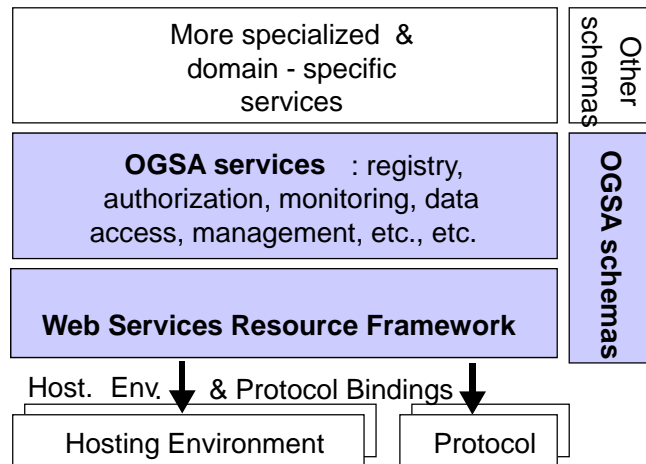 More specialized &
domain - specific
services
Other
schemas
OGSA services : registry,
authorization, monitoring, data
access, management, etc., etc.
OGSA schemas
Web Services Resource Framework
Host. Env. & Protocol Bindings
Hosting Environment
Protocol